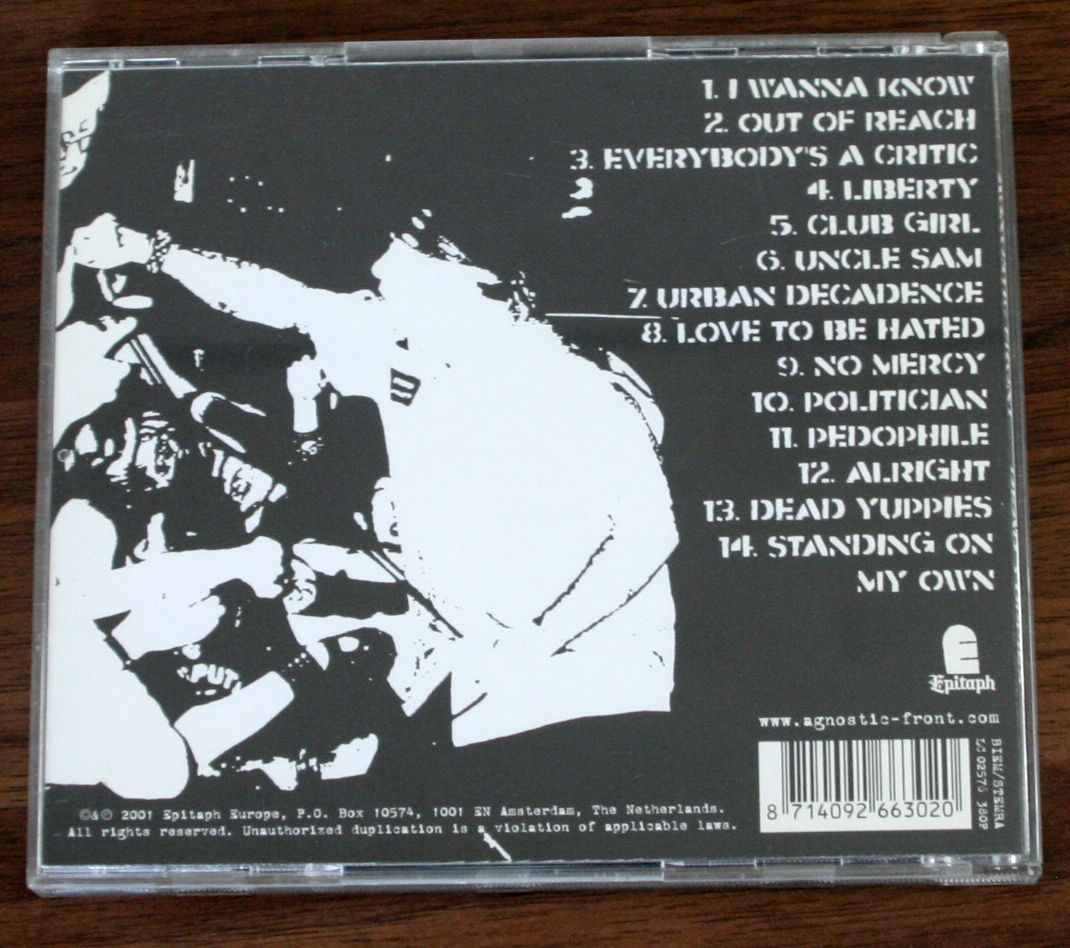 1. I WANNA KNOW
2. OUT OF REACH
3. EVERYBODY'S A CRITIC
4. LIBERTY
5. CLUB GIRL
6. UNCLE SAM
7. URBAN DECADENCE
8. LOVE TO BE HATED
9. NO MERCY
10. POLITICIAN
11. PEDOPHILE
12. ALRIGHT
13. DEAD YUPPIES
14. STANDING ON
MY OWN
Epitaph
www.agnostic-front.com
BIEM/STEMRA
8 714092 663020
©&℗ 2001 Epitaph Europe, P.O. Box 10574, 1001 EN Amsterdam, The Netherlands.
All rights reserved. Unauthorized duplication is a violation of applicable laws.